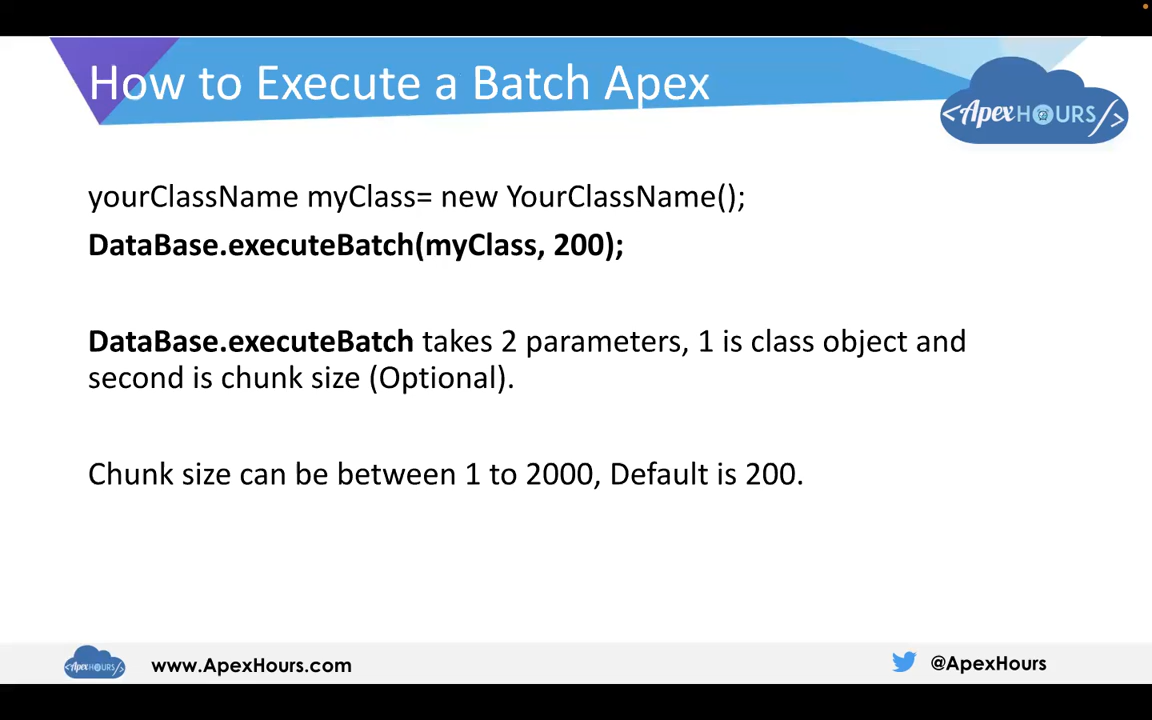 How to Execute a Batch Apex
<ApexHOURS/>
yourClassName myClass= new YourClassName();
DataBase.executeBatch(myClass, 200);
DataBase.executeBatch takes 2 parameters, 1 is class object and
second is chunk size (Optional).
Chunk size can be between 1 to 2000, Default is 200.
<ApexHOURS/>
www.ApexHours.com
@ApexHours